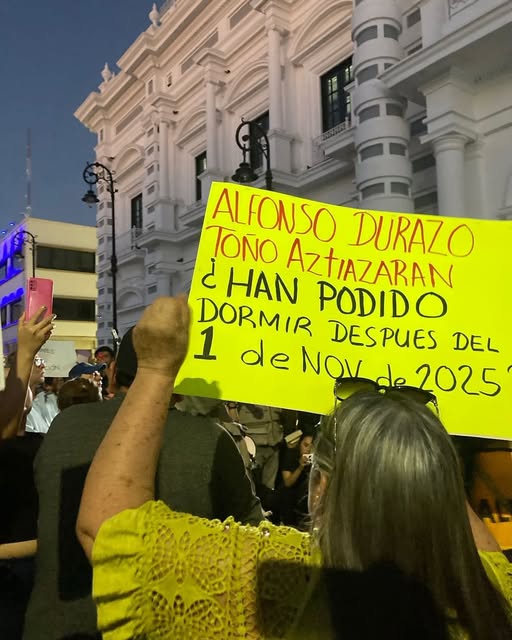 ALFONSO DURAZO
TOÑO AZtIAZARAN
¿HAN PODIDO
DORMIR DESPUES DEL
1 de NOV. de 2025?